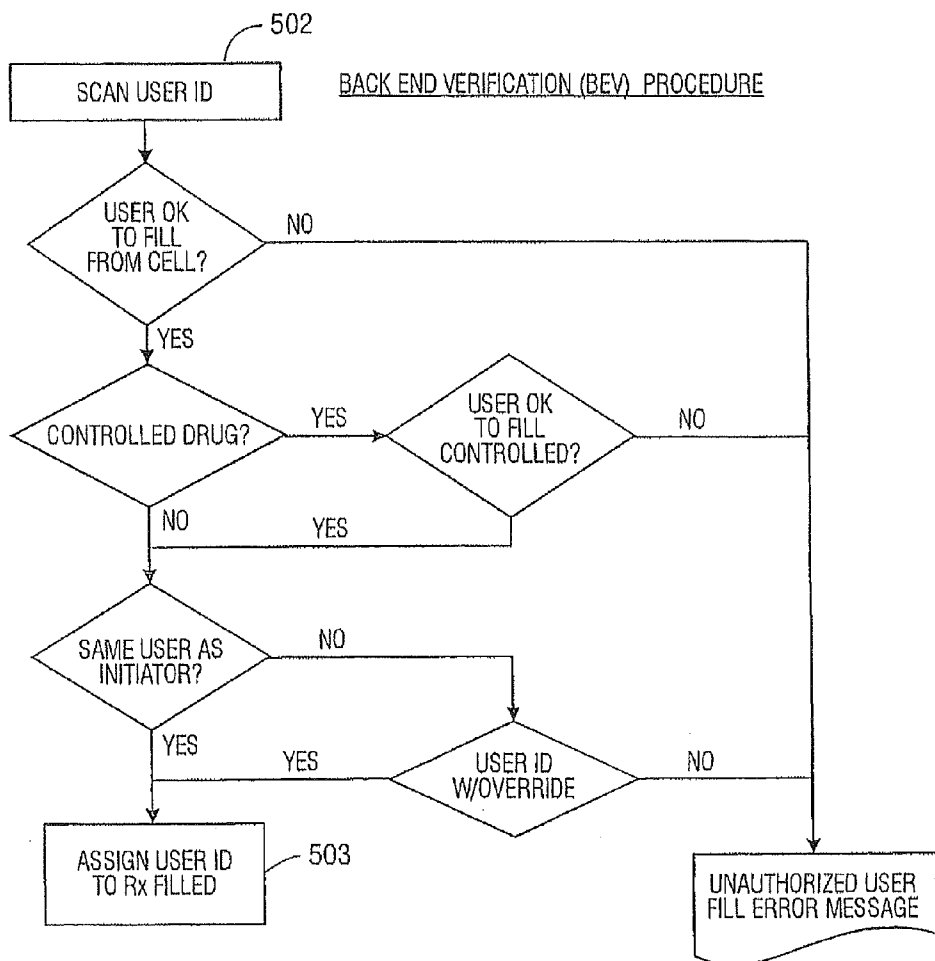 502
SCAN USER ID
BACK END VERIFICATION (BEV) PROCEDURE
USER OK
TO FILL
FROM CELL?
NO
YES
CONTROLLED DRUG?
YES
USER OK
TO FILL
CONTROLLED?
NO
NO
YES
SAME USER AS
INITIATOR?
NO
YES
YES
USER ID
W/OVERRIDE
NO
ASSIGN USER ID
TO Rx FILLED
503
UNAUTHORIZED USER
FILL ERROR MESSAGE